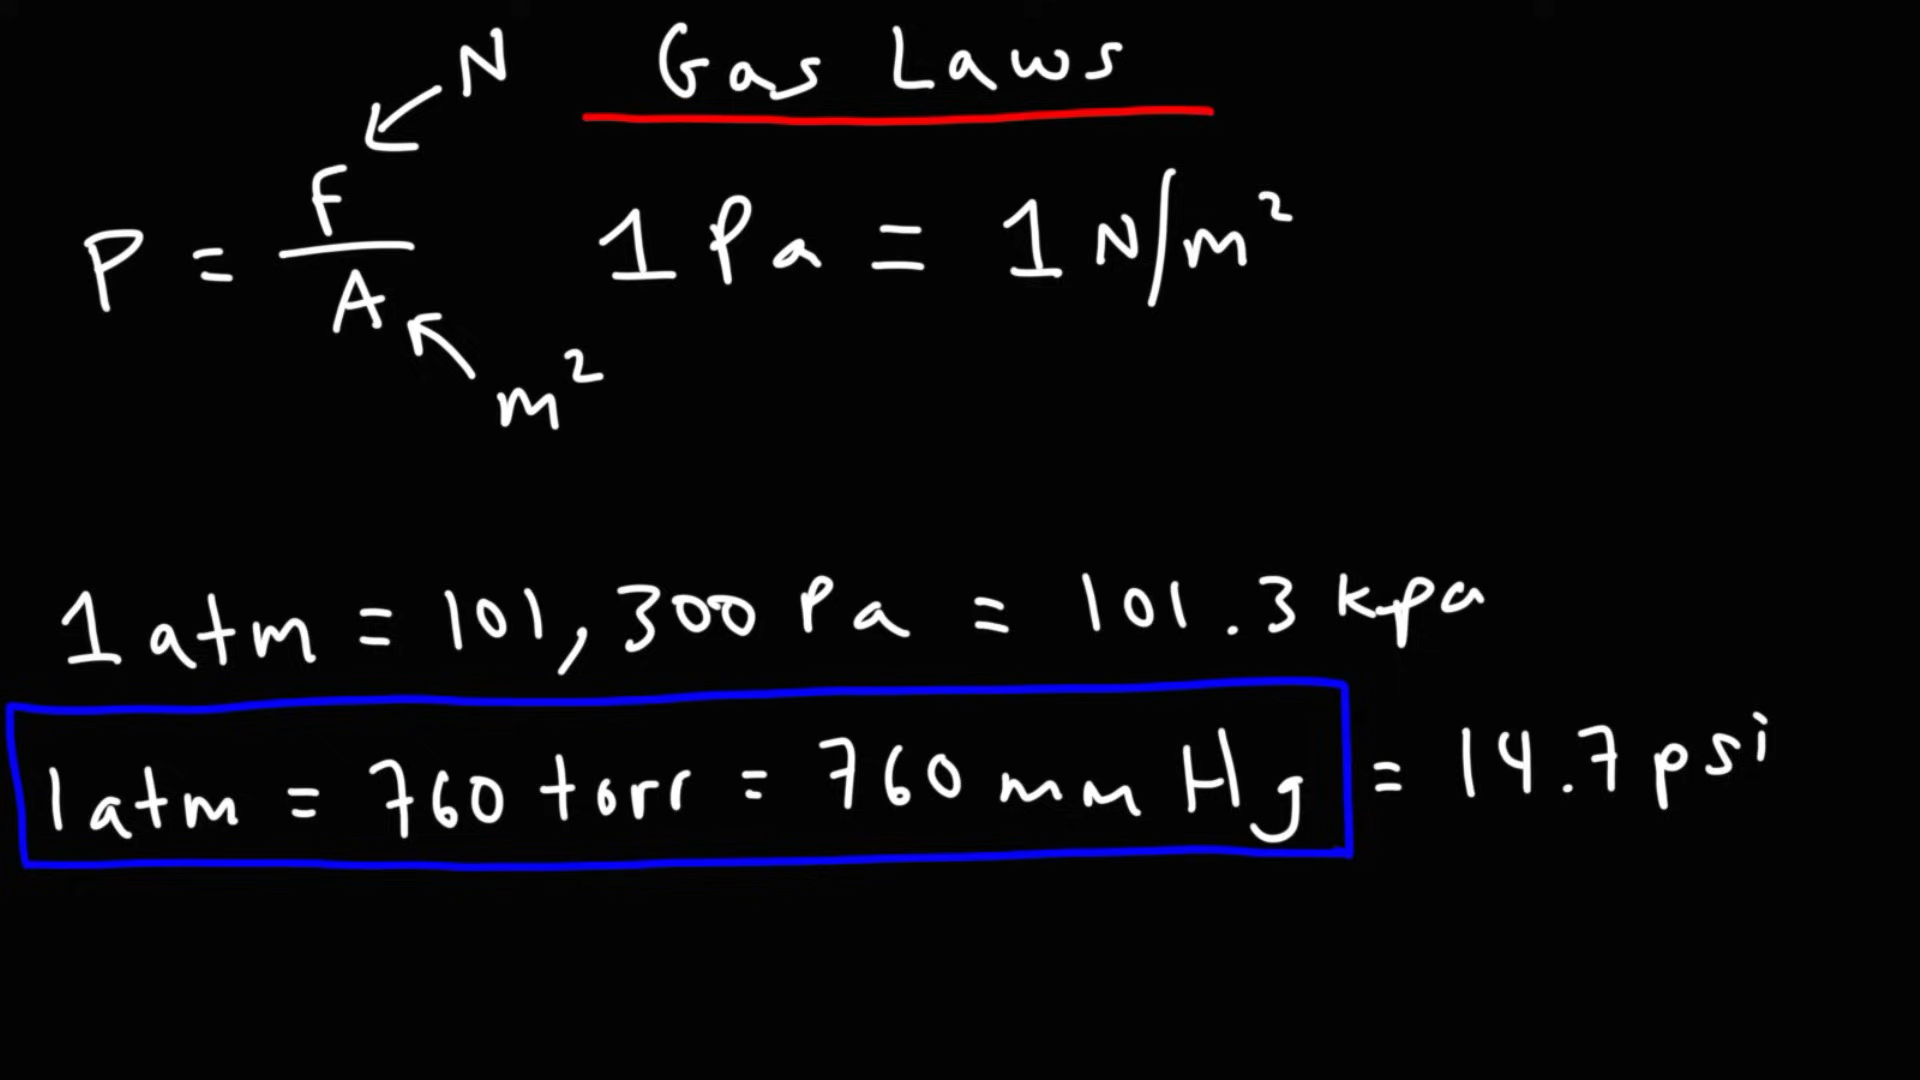 Gas Laws
N
P = F/A
m²
1 Pa = 1 N/m²
1 atm = 101,300 Pa = 101.3 kpa
1 atm = 760 torr = 760 mm Hg = 14.7 psi